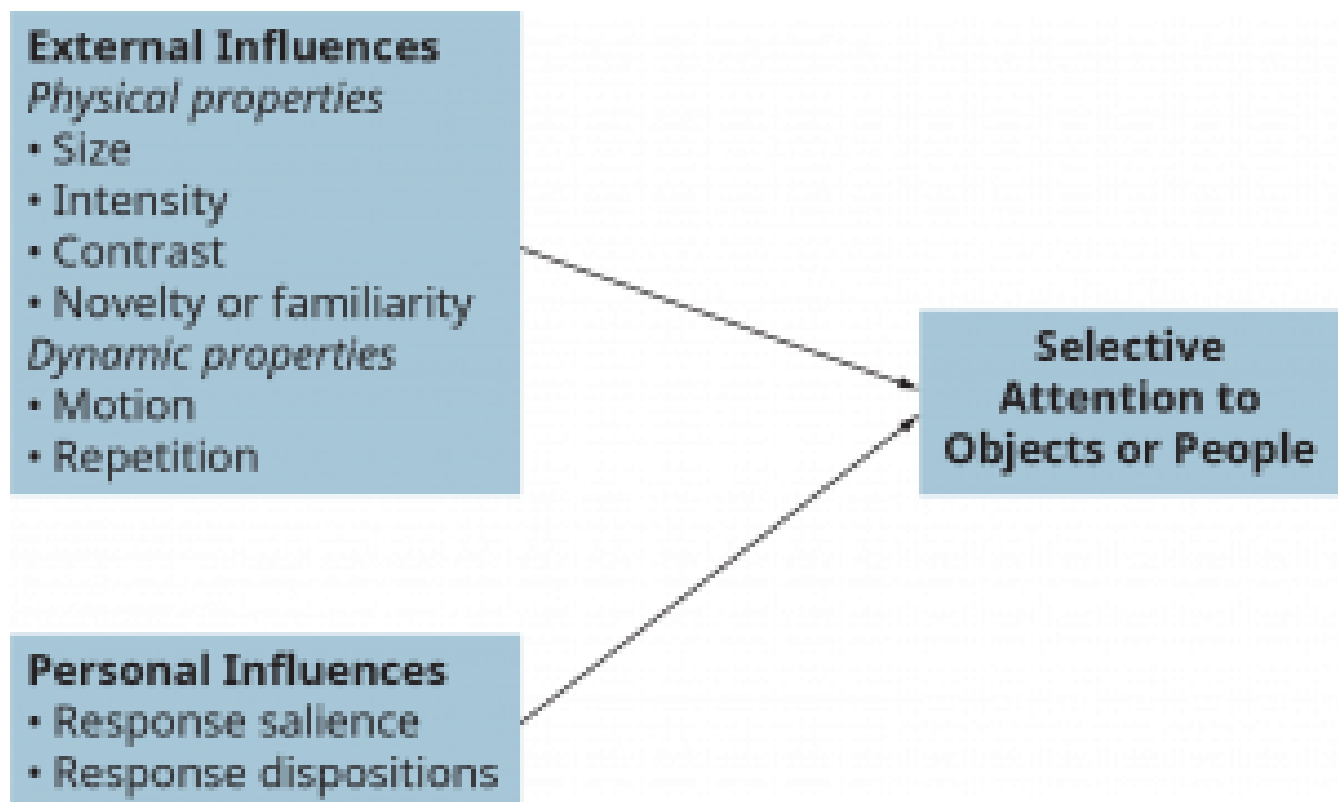 External Influences
Physical properties
• Size
• Intensity
• Contrast
• Novelty or familiarity
Dynamic properties
• Motion
• Repetition
Selective
Attention to
Objects or People
Personal Influences
• Response salience
• Response dispositions